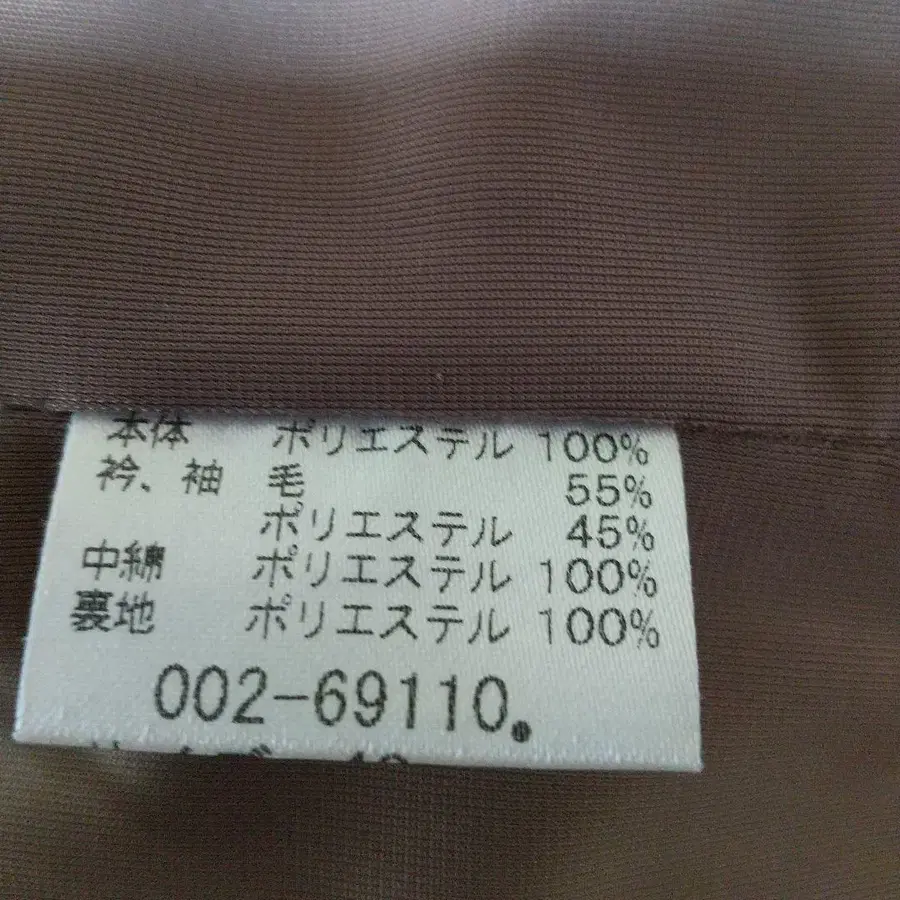 本体 ポリエステル 100%
衿、袖 毛 55%
ポリエステル 45%
中綿 ポリエステル 100%
裏地 ポリエステル 100%
002-69110。